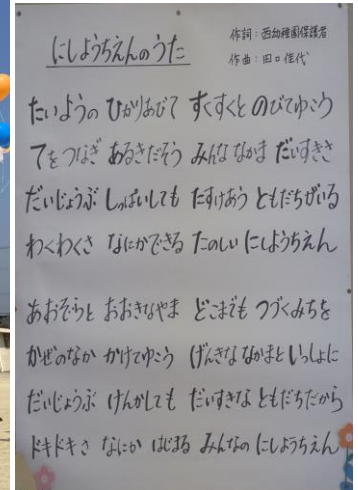 にしようちえんのうた
作詞：西幼稚園保護者
作曲：田口佳代
たいようの ひかりあびて すくすくと のびてゆこう
てをつなぎ あるきだそう みんな なかま だいすきさ
だいじょうぶ しっぱいしても たすけあう ともだちがいる
わくわくさ なにかできる たのしい にしようちえん
あおぞらと おおきなやま どこまでも つづくみちを
かぜのなか かけてゆこう げんきな なかまと いっしょに
だいじょうぶ けんかしても だいすきな ともだちだから
ドキドキさ なにか はじまる みんなの にしようちえん